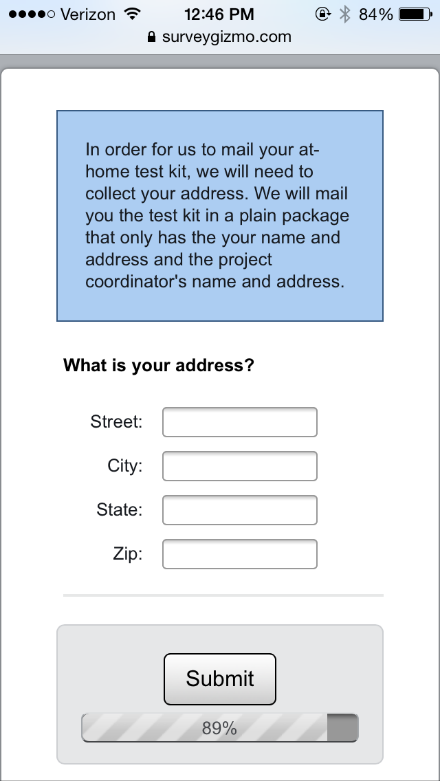 Verizon 12:46 PM 84%
surveygizmo.com
In order for us to mail your at-
home test kit, we will need to
collect your address. We will mail
you the test kit in a plain package
that only has the your name and
address and the project
coordinator's name and address.
What is your address?
Street:
City:
State:
Zip:
Submit
89%